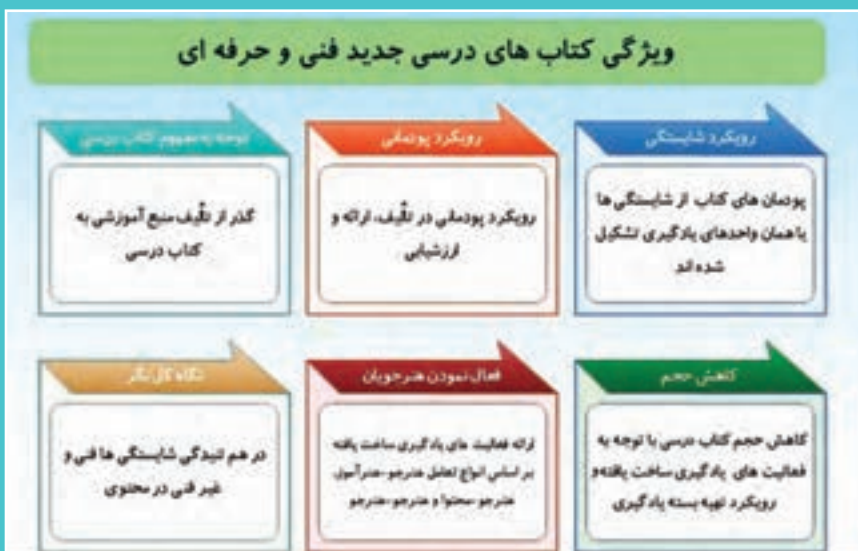 ویژگی کتاب های درسی جدید فنی و حرفه ای
رویکرد شایستگی
پودمان های کتاب از شایستگی ها
یا همان واحدهای یادگیری تشکیل
شده اند
رویکرد پودمانی
رویکرد پودمانی در تألیف، ارائه و
ارزشیابی
توجه به مفهوم کتاب درسی
گذر از تألیف منبع آموزشی به
کتاب درسی
کاهش حجم
کاهش حجم کتاب درسی با توجه به
فعالیت های یادگیری ساخت یافته و
رویکرد تهیه بسته یادگیری
فعال نمودن هنرجویان
ارائه فعالیت های یادگیری ساخت یافته
بر اساس انواع تعامل هنرجو-هنرآموز،
هنرجو-محتوا و هنرجو-هنرجو
نگاه کل نگر
در هم تنیدگی شایستگی ها فنی و
غیر فنی در محتوی